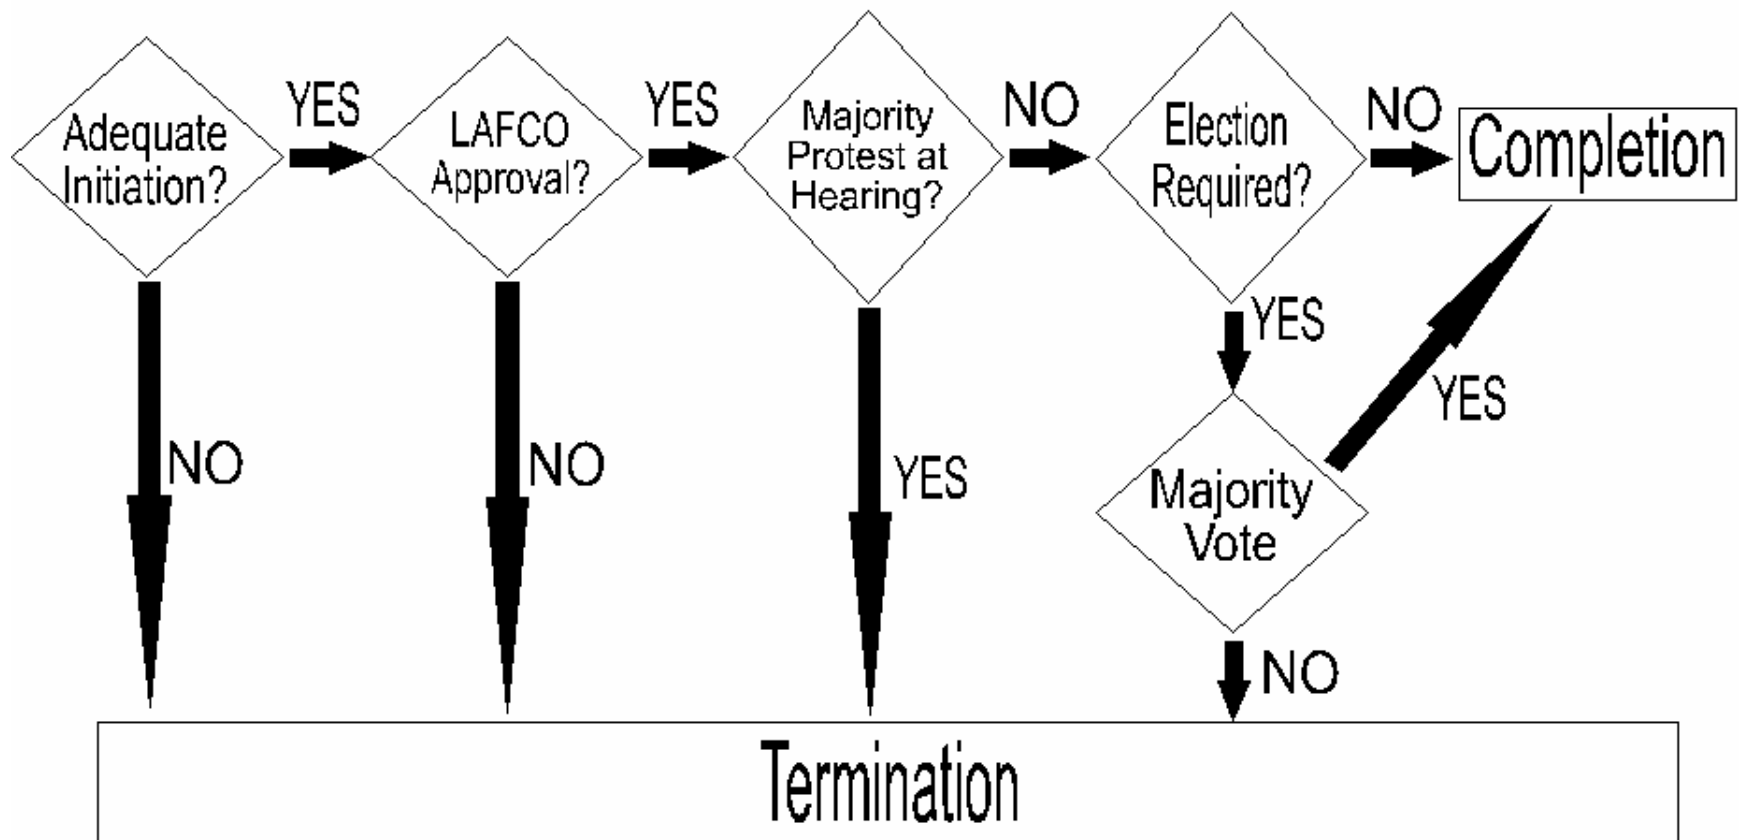 Adequate
Initiation?
YES
LAFCO
Approval?
YES
Majority
Protest at
Hearing?
NO
Election
Required?
NO
Completion
NO
NO
YES
YES
YES
Majority
Vote
NO
Termination